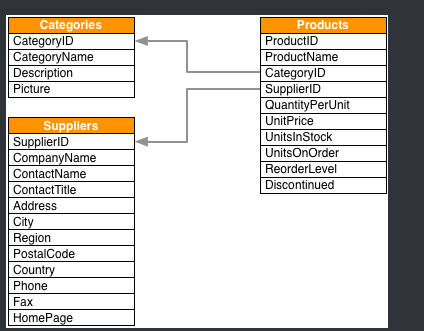 Categories
CategoryID
CategoryName
Description
Picture
Suppliers
SupplierID
CompanyName
ContactName
ContactTitle
Address
City
Region
PostalCode
Country
Phone
Fax
HomePage
Products
ProductID
ProductName
CategoryID
SupplierID
QuantityPerUnit
UnitPrice
UnitsInStock
UnitsOnOrder
ReorderLevel
Discontinued